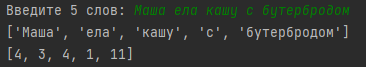 Введите 5 слов: Маша ела кашу с бутербродом
['Маша', 'ела', 'кашу', 'с', 'бутербродом']
[4, 3, 4, 1, 11]